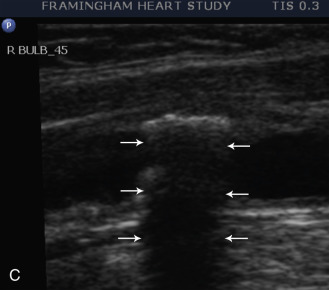 FRAMINGHAM HEART STUDY TIS 0.3
P
R BULB_45
C